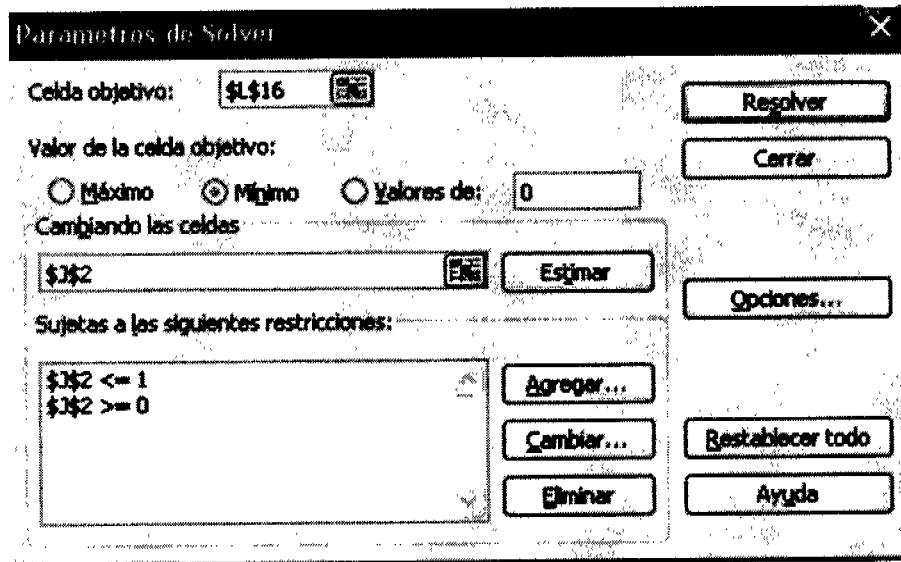 Parametros de Solver
Celda objetivo: $L$16
Resolver
Valor de la celda objetivo:
Cerrar
Máximo Mínimo Valores de: 0
Cambiando las celdas
$J$2 Estimar
Opciones...
Sujetas a las siguientes restricciones:
$J$2 <= 1
$J$2 >= 0
Agregar...
Cambiar... Restablecer todo
Eliminar Ayuda